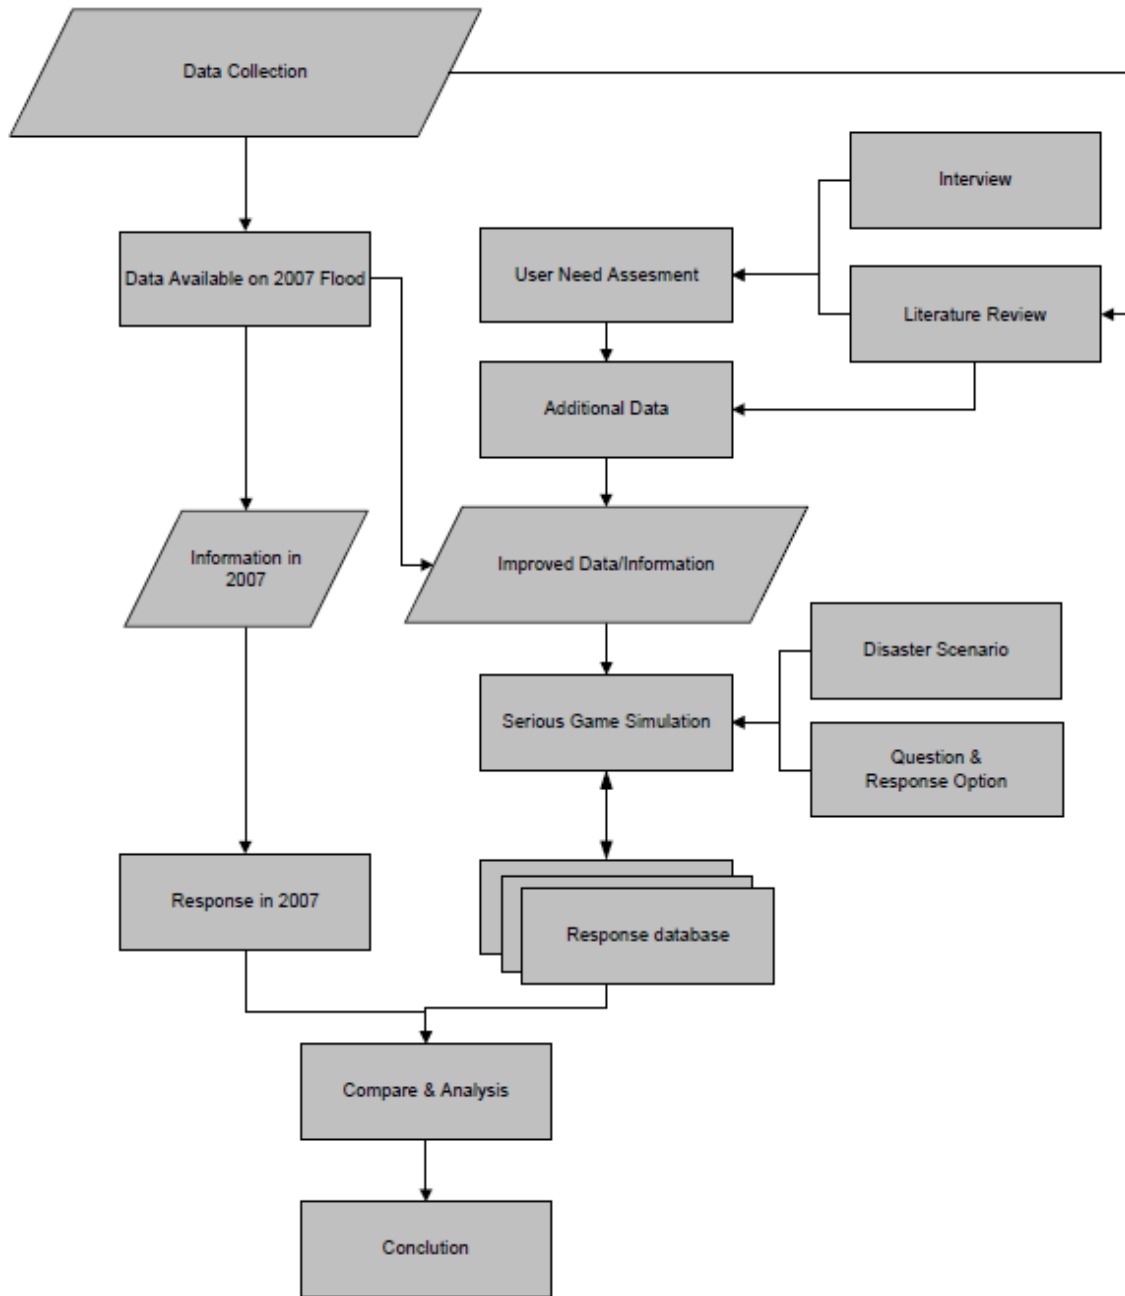 Data Collection
Interview
Data Available on 2007 Flood
User Need Assesment
Literature Review
Additional Data
Information in
2007
Improved Data/Information
Disaster Scenario
Serious Game Simulation
Question &
Response Option
Response in 2007
Response database
Compare & Analysis
Conclution